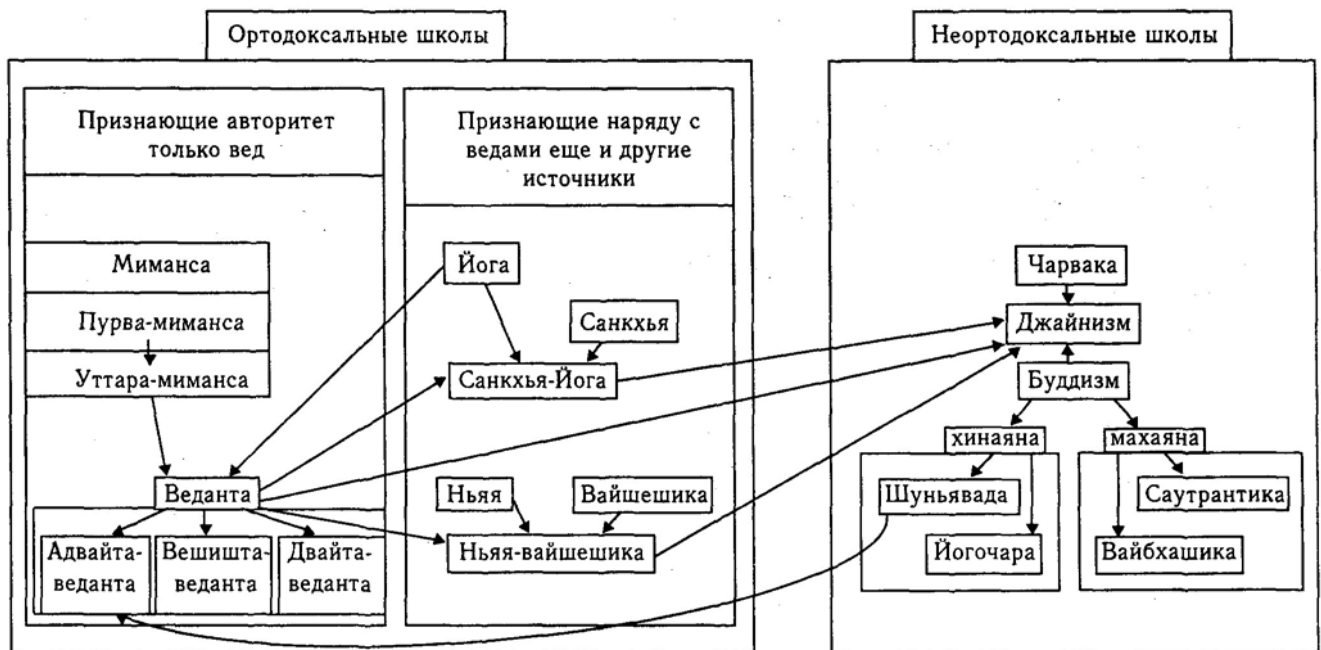 Ортодоксальные школы
Признающие авторитет
только вед
Миманса
Пурва-миманса
Уттара-миманса
Веданта
Адвайта-
веданта
Вешишта-
веданта
Двайта-
веданта
Признающие наряду с
ведами еще и другие
источники
Йога
Санкхья
Санкхья-Йога
Ньяя
Вайшешика
Ньяя-вайшешика
Неортодоксальные школы
Чарвака
Джайнизм
Буддизм
хинаяна
махаяна
Шуньявада
Йогочара
Саутрантика
Вайбхашика